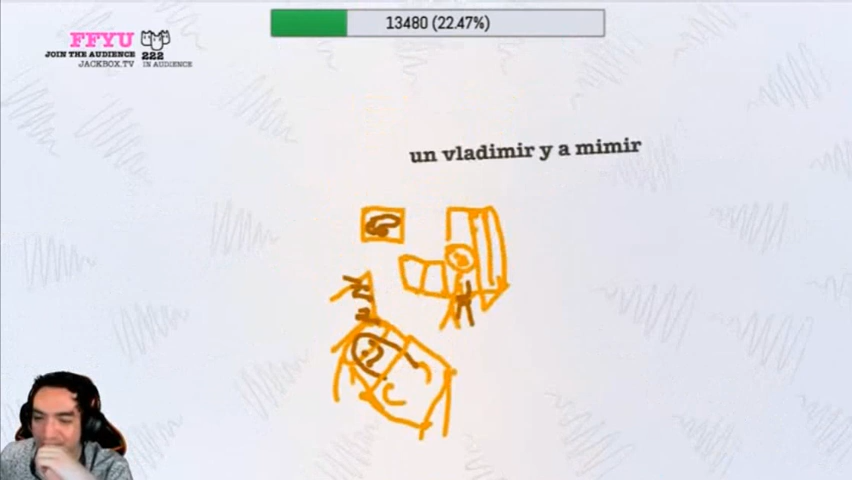 13480 (22.47%)
FFYU
JOIN THE AUDIENCE
JACKBOX.TV
222
IN AUDIENCE
un vladimir y a mimir